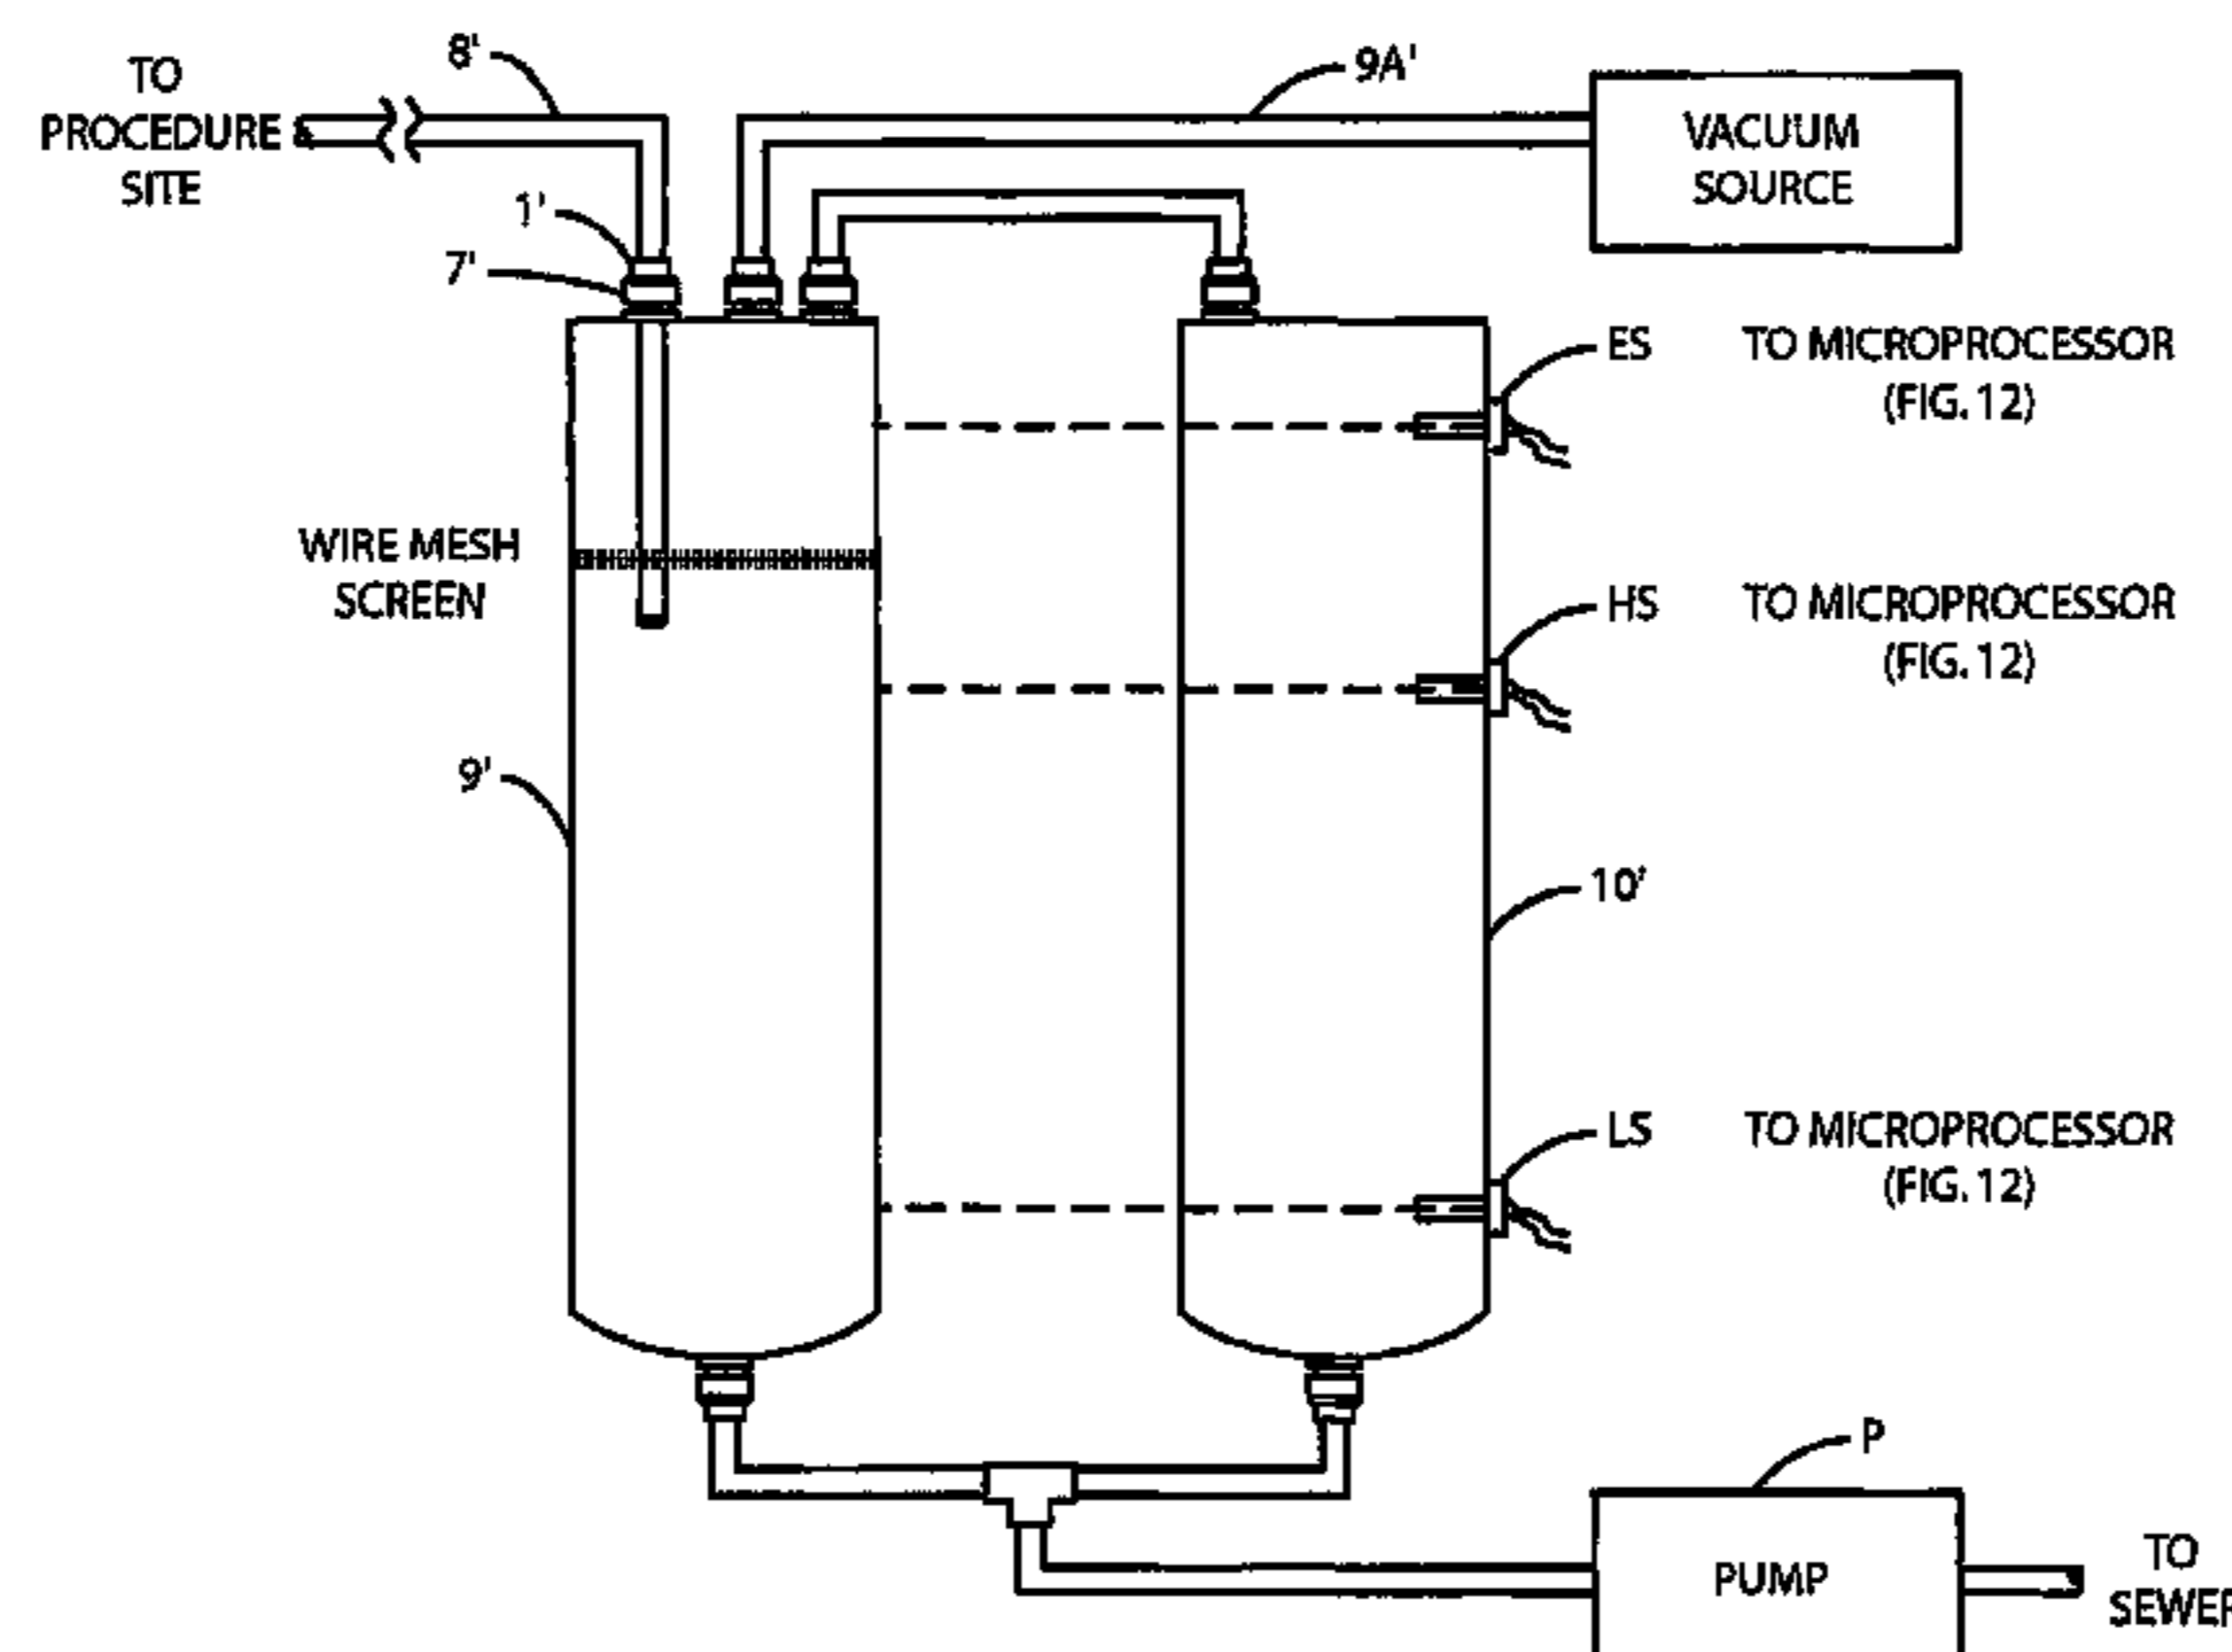 8'
9A'
TO
PROCEDURE
SITE
VACUUM
SOURCE
1'
7'
ES
TO MICROPROCESSOR
(FIG. 12)
WIRE MESH
SCREEN
HS
TO MICROPROCESSOR
(FIG. 12)
9'
10'
LS
TO MICROPROCESSOR
(FIG. 12)
P
PUMP
TO
SEWER